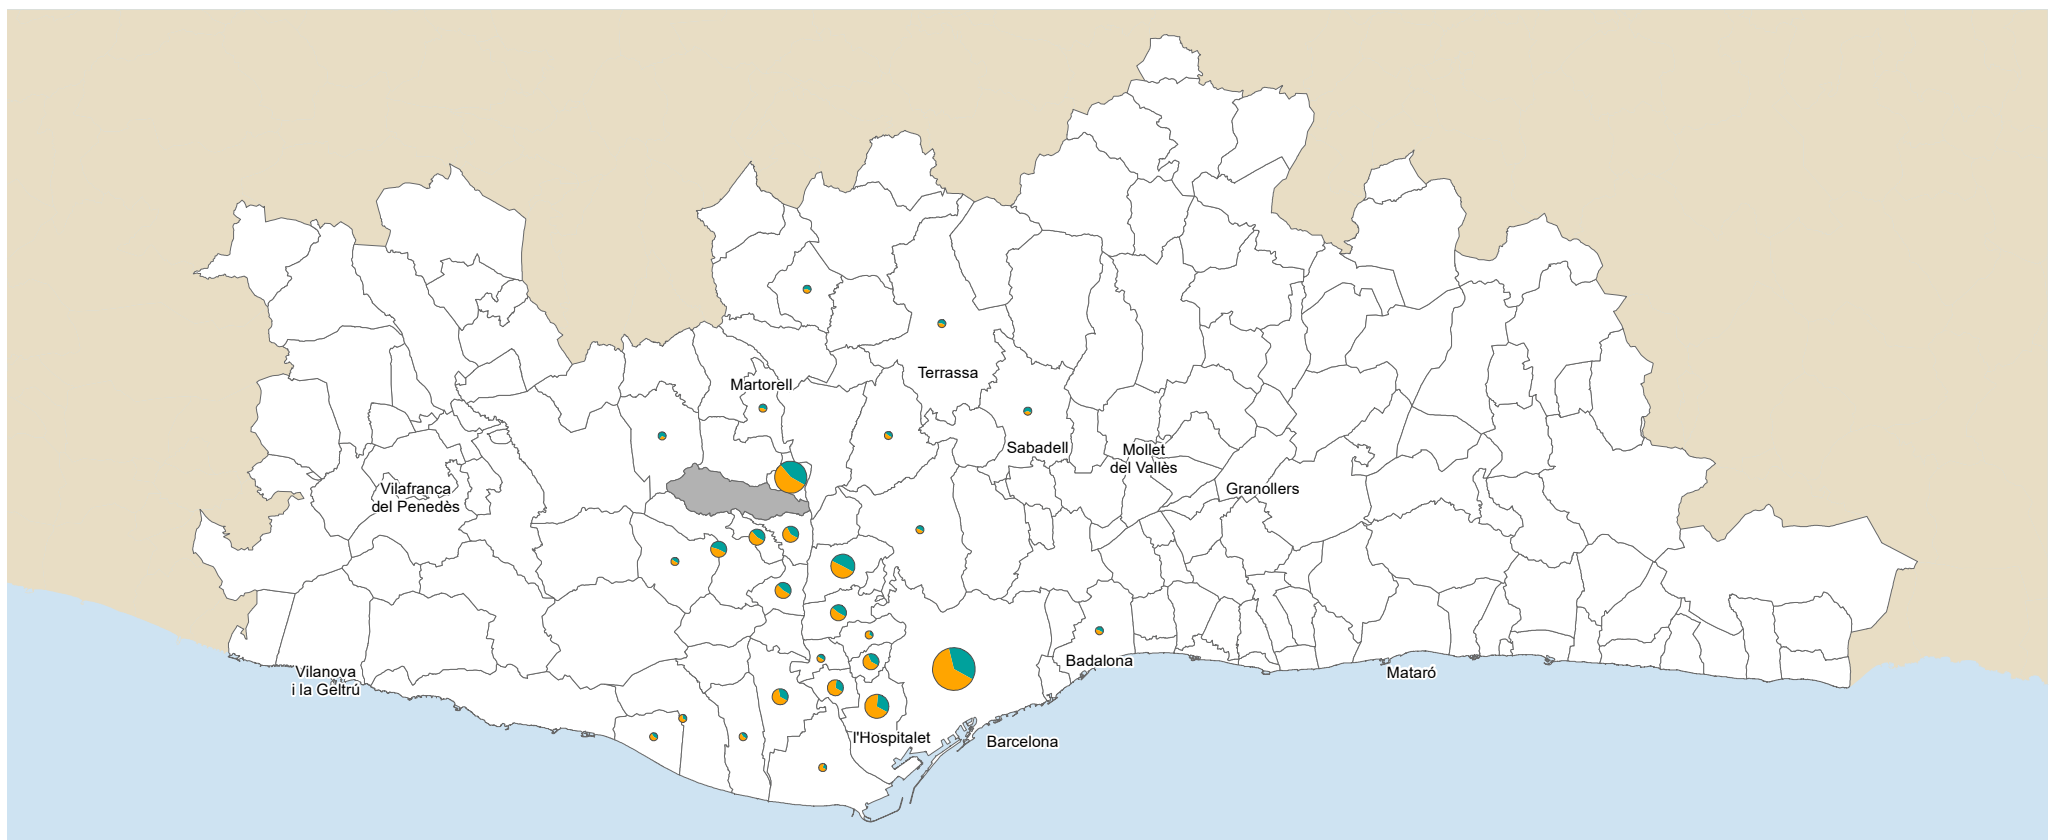 Terrassa
Martorell
Sabadell
Mollet
del Vallès
Vilafranca
del Penedès
Granollers
Badalona
Vilanova
i la Geltrú
Mataró
l'Hospitalet
Barcelona